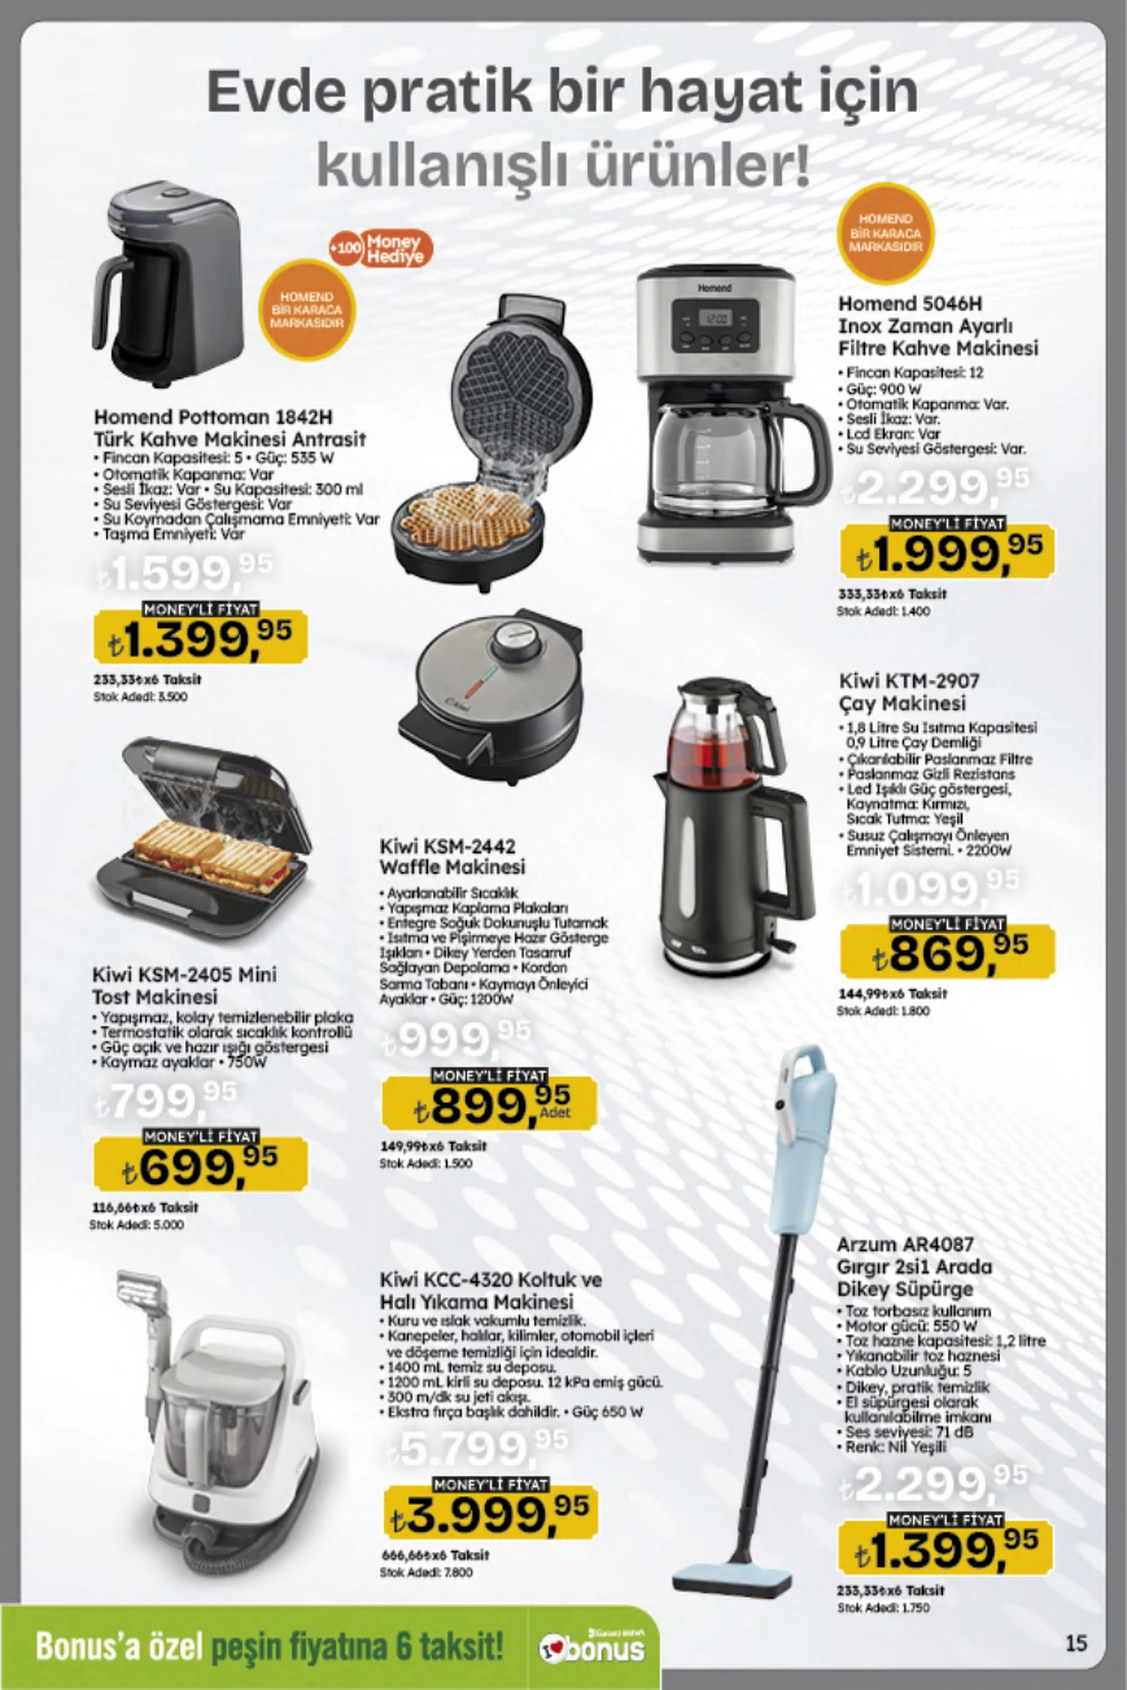 Evde pratik bir hayat için
kullanışlı ürünler!
+100 Money
Hediye
HOMEND
BİR KARACA
MARKASIDIR
Homend Pottoman 1842H
Türk Kahve Makinesi Antrasit
• Fincan Kapasitesi: 5 • Güç: 535 W
• Otomatik Kapanma: Var
• Sesli İkaz: Var • Su Kapasitesi: 300 ml
• Su Seviyesi Göstergesi: Var
• Su Koymadan Çalışmama Emniyeti: Var
• Taşma Emniyeti: Var
₺1.599,95
MONEY'Lİ FİYAT
₺1.399,95
233,33₺x6 Taksit
Stok Adedi: 3.500
HOMEND
BİR KARACA
MARKASIDIR
Homend
12:00
Homend 5046H
Inox Zaman Ayarlı
Filtre Kahve Makinesi
• Fincan Kapasitesi: 12
• Güç: 900 W
• Otamatik Kapanma: Var.
• Sesli İkaz: Var.
• Lcd Ekran: Var
• Su Seviyesi Göstergesi: Var.
₺2.299,95
MONEY'Lİ FİYAT
₺1.999,95
333,33₺x6 Taksit
Stok Adedi: 1.400
Kiwi
Kiwi KTM-2907
Çay Makinesi
• 1,8 Litre Su Isıtma Kapasitesi
0,9 Litre Çay Demliği
• Çıkarılabilir Paslanmaz Filtre
• Paslanmaz Gizli Rezistans
• Led Işıklı Güç göstergesi,
Kaynatma: Kırmızı,
Sıcak Tutma: Yeşil
• Susuz Çalışmayı Önleyen
Emniyet Sistemi. • 2200W
₺1.099,95
MONEY'Lİ FİYAT
₺869,95
144,99₺x6 Taksit
Stok Adedi: 1.800
Kiwi KSM-2442
Waffle Makinesi
• Ayarlanabilir Sıcaklık
• Yapışmaz Kaplama Plakaları
• Entegre Soğuk Dokunuşlu Tutamak
• Isıtma ve Pişirmeye Hazır Gösterge
Işıkları • Dikey Yerden Tasarruf
Sağlayan Depolama • Kordon
Sarma Tabanı • Kaymayı Önleyici
Ayaklar • Güç: 1200W
₺999,95
MONEY'Lİ FİYAT
₺899,95
Adet
149,99₺x6 Taksit
Stok Adedi: 1.500
Kiwi KSM-2405 Mini
Tost Makinesi
• Yapışmaz, kolay temizlenebilir plaka
• Termostatik olarak sıcaklık kontrollü
• Güç açık ve hazır ışığı göstergesi
• Kaymaz ayaklar • 750W
₺799,95
MONEY'Lİ FİYAT
₺699,95
116,66₺x6 Taksit
Stok Adedi: 5.000
Kiwi KCC-4320 Koltuk ve
Halı Yıkama Makinesi
• Kuru ve ıslak vakumlu temizlik.
• Kanepeler, halılar, kilimler, otomobil içleri
ve döşeme temizliği için idealdir.
• 1400 mL temiz su deposu.
• 1200 mL kirli su deposu. 12 kPa emiş gücü.
• 300 m/dk su jeti akışı.
• Ekstra fırça başlık dahildir. • Güç 650 W
₺5.799,95
MONEY'Lİ FİYAT
₺3.999,95
666,66₺x6 Taksit
Stok Adedi: 7.800
Arzum AR4087
Gırgır 2si1 Arada
Dikey Süpürge
• Toz torbasız kullanım
• Motor gücü: 550 W
• Toz hazne kapasitesi: 1,2 litre
• Yıkanabilir toz haznesi
• Kablo Uzunluğu: 5
• Dikey, pratik temizlik
• El süpürgesi olarak
kullanılabilme imkanı
• Ses seviyesi: 71 dB
• Renk: Nil Yeşili
₺2.299,95
MONEY'Lİ FİYAT
₺1.399,95
233,33₺x6 Taksit
Stok Adedi: 1.750
Bonus'a özel peşin fiyatına 6 taksit!
Garanti BBVA
bonus
15